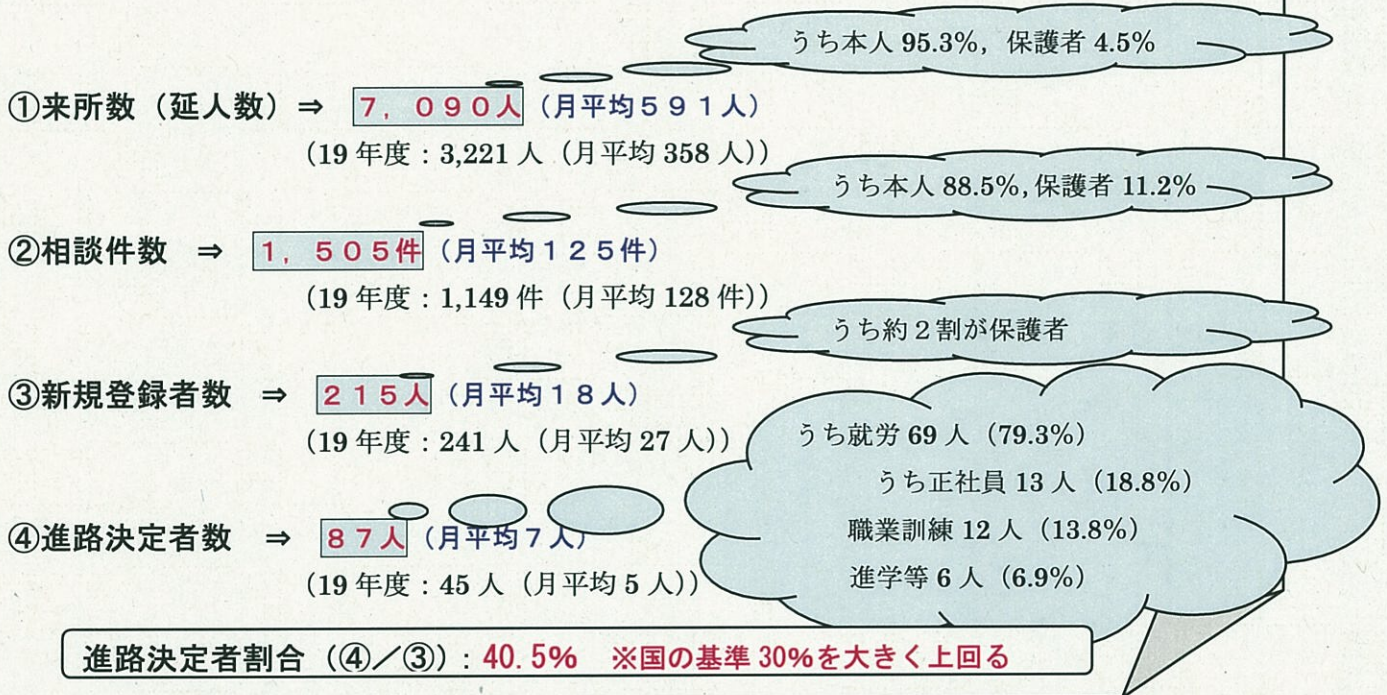 うち本人 95.3%，保護者 4.5%
①来所数（延人数）⇒ ７，０９０人（月平均５９１人）
（19 年度：3,221 人（月平均 358 人））
うち本人 88.5%,保護者 11.2%
②相談件数 ⇒ １，５０５件（月平均１２５件）
（19 年度：1,149 件（月平均 128 件））
うち約２割が保護者
③新規登録者数 ⇒ ２１５人（月平均１８人）
（19 年度：241 人（月平均 27 人））
うち就労 69 人（79.3%）
うち正社員 13 人（18.8%）
職業訓練 12 人（13.8%）
進学等 6 人（6.9%）
④進路決定者数 ⇒ ８７人（月平均７人）
（19 年度：45 人（月平均 5 人））
進路決定者割合（④／③）：40.5% ※国の基準 30%を大きく上回る